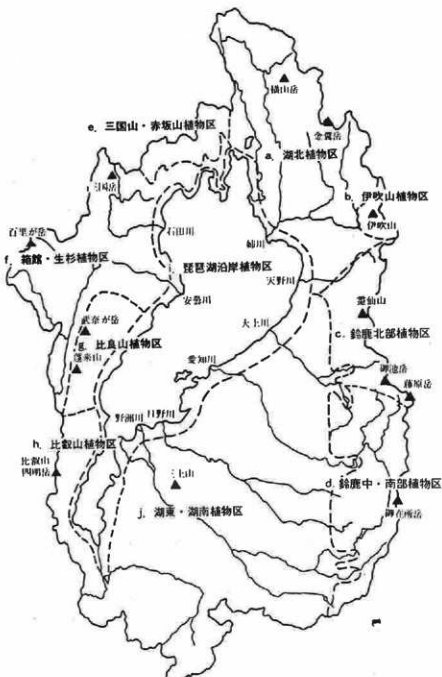 横山岳
e. 三国山・赤坂山植物区
金糞岳
a. 湖北植物区
三国岳
b. 伊吹山植物区
伊吹山
百里が岳
石田川
姉川
f. 箱館・生杉植物区
i. 琵琶湖沿岸植物区
天野川
安曇川
霊仙山
武奈が岳
犬上川
c. 鈴鹿北部植物区
g. 比良山植物区
蓬来山
愛知川
御池岳
藤原岳
野洲川
日野川
h. 比叡山植物区
比叡山
四明岳
三上山
d. 鈴鹿中・南部植物区
御在所岳
j. 湖東・湖南植物区